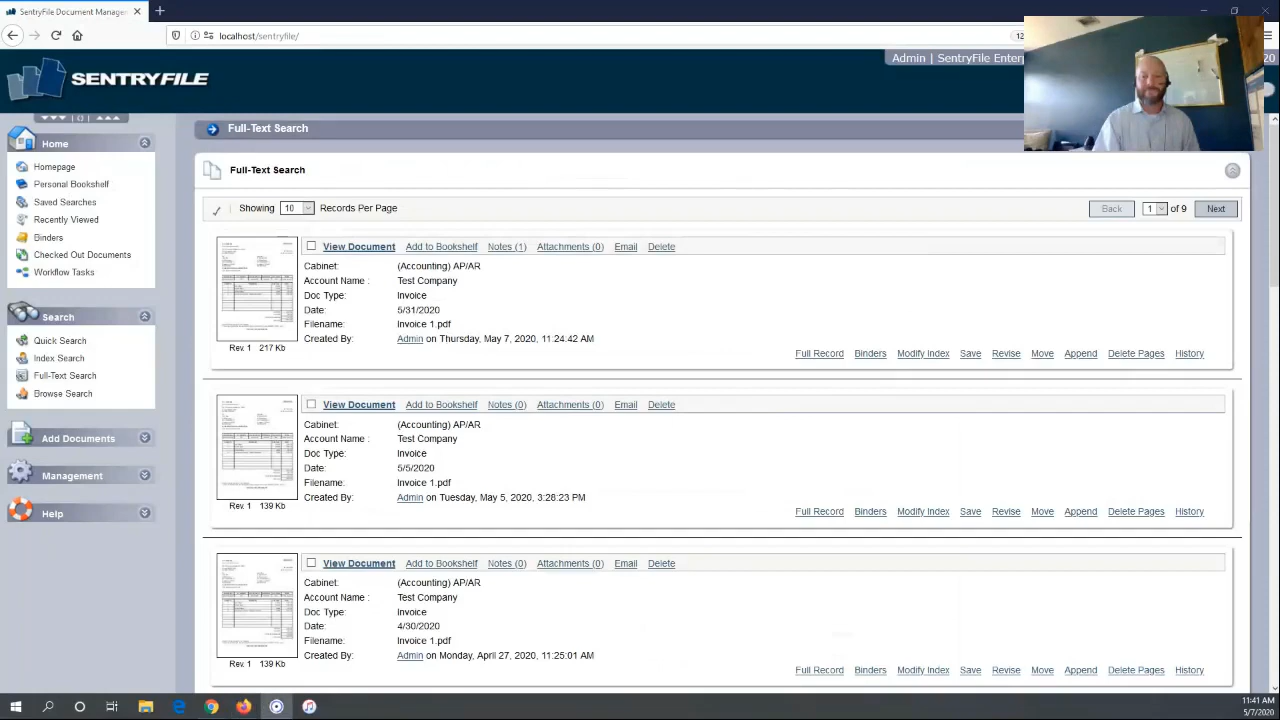 SentryFile Document Manage
localhost/sentryfile/
SENTRYFILE
Admin | SentryFile Enter
20
Home
Homepage
Personal Bookshelf
Saved Searches
Recently Viewed
Binders
Checked Out Documents
Workflow Tasks
Search
Quick Search
Index Search
Full-Text Search
Browse Search
Add Documents
Management
Help
Full-Text Search
Full-Text Search
Showing 10 Records Per Page
Back 1 of 9 Next
View Document Add to Bookshelf Notes (1) Attachments (0) Email Delete
Cabinet: (Accounting) AP/AR
Account Name : Test Company
Doc Type: Invoice
Date: 5/31/2020
Filename: Invoice 1.pdf
Created By: Admin on Thursday, May 7, 2020, 11:24:42 AM
Rev. 1 217 Kb
Full Record Binders Modify Index Save Revise Move Append Delete Pages History
View Document Add to Bookshelf Notes (0) Attachments (0) Email Delete
Cabinet: (Accounting) AP/AR
Account Name : Test Company
Doc Type: Invoice
Date: 5/5/2020
Filename: Invoice 1.pdf
Created By: Admin on Tuesday, May 5, 2020, 3:28:23 PM
Rev. 1 139 Kb
Full Record Binders Modify Index Save Revise Move Append Delete Pages History
View Document Add to Bookshelf Notes (0) Attachments (0) Email Delete
Cabinet: (Accounting) AP/AR
Account Name : Test Company
Doc Type: Invoice
Date: 4/30/2020
Filename: Invoice 1.pdf
Created By: Admin on Monday, April 27, 2020, 11:25:01 AM
Rev. 1 139 Kb
Full Record Binders Modify Index Save Revise Move Append Delete Pages History
11:41 AM
5/7/2020